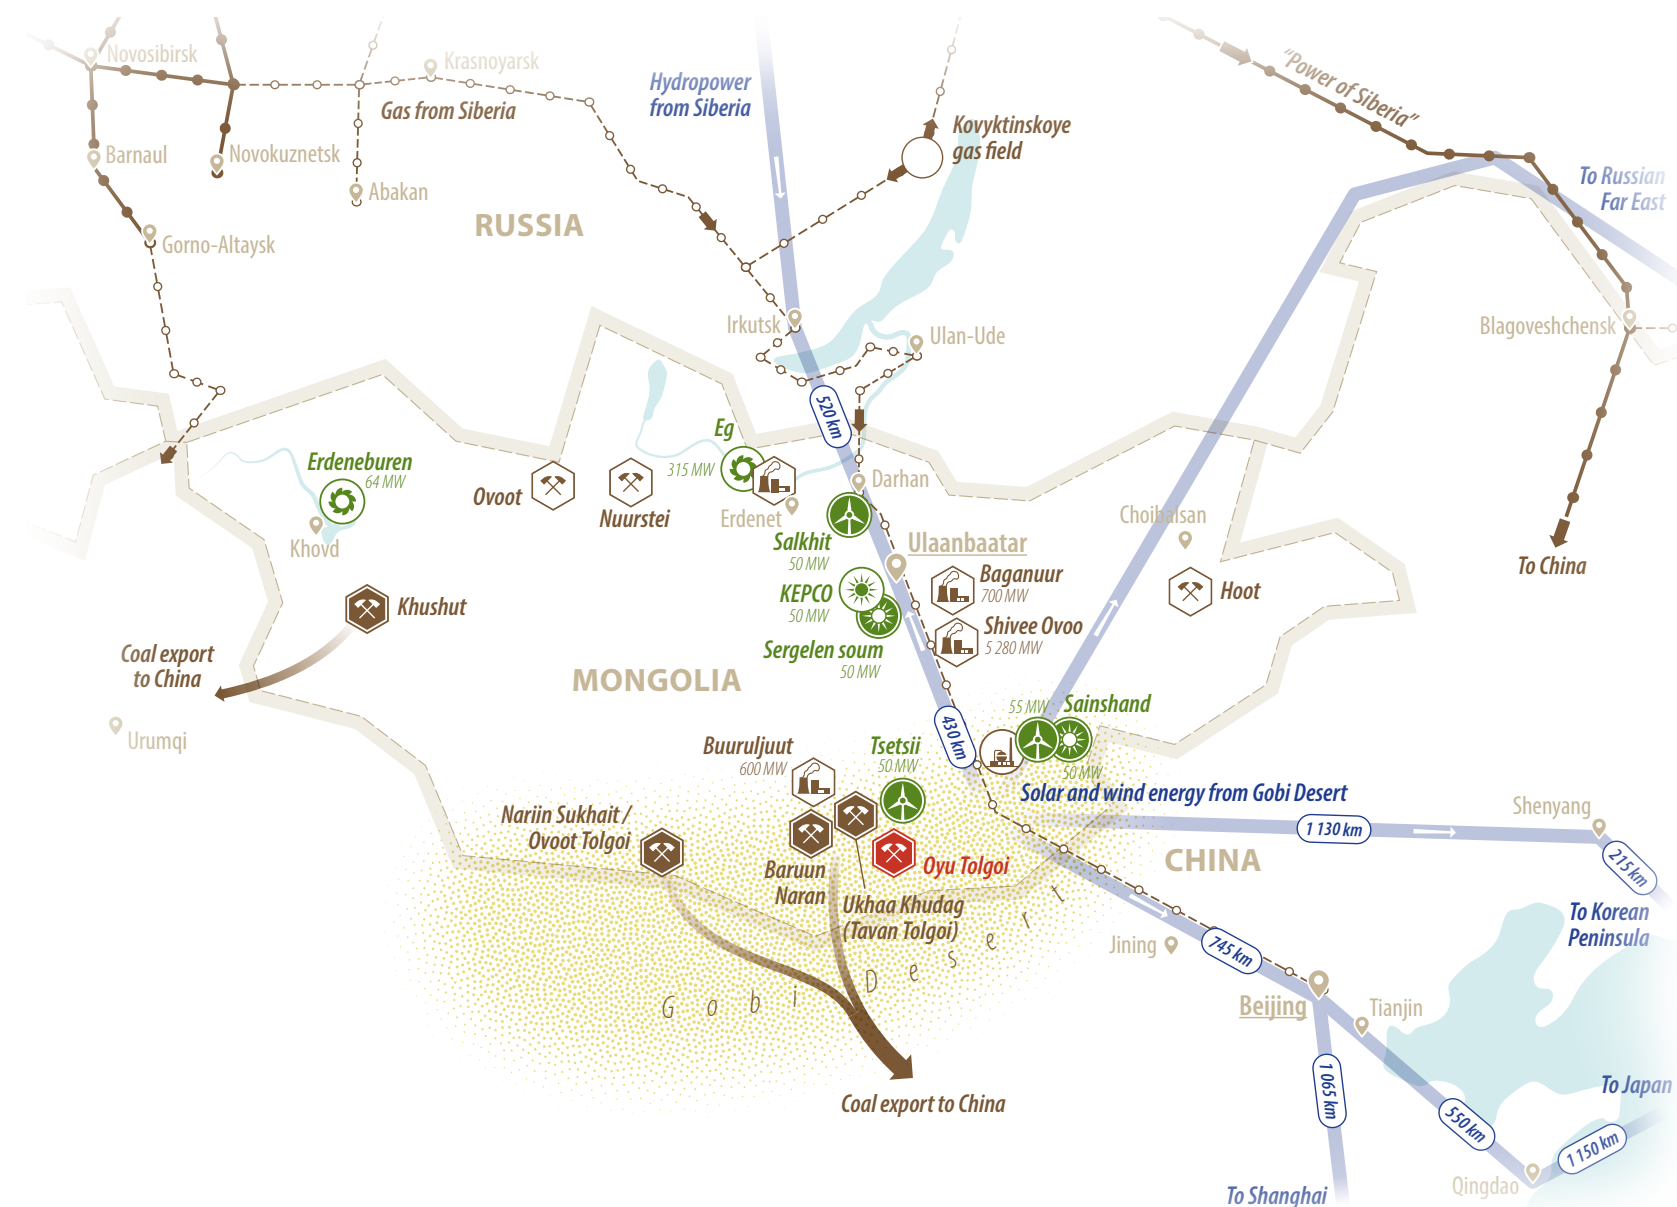 Novosibirsk
Krasnoyarsk
Gas from Siberia
Hydropower
from Siberia
Kovyktinskoye
gas field
"Power of Siberia"
To Russian
Far East
Barnaul
Novokuznetsk
Abakan
RUSSIA
Gorno-Altaysk
Irkutsk
Ulan-Ude
Blagoveshchensk
520 km
Eg
315 MW
Erdeneburen
64 MW
Ovoot
Nuurstei
Erdenet
Darhan
Khovd
Salkhit
50 MW
Ulaanbaatar
Choibalsan
To China
KEPCO
50 MW
Baganuur
700 MW
Hoot
Khushut
Shivee Ovoo
5 280 MW
Sergelen soum
50 MW
Coal export
to China
MONGOLIA
Urumqi
430 km
55 MW
Sainshand
50 MW
Buuruljuut
600 MW
Tsetsii
50 MW
Solar and wind energy from Gobi Desert
Nariin Sukhait /
Ovoot Tolgoi
1 130 km
Shenyang
215 km
Baruun
Naran
Oyu Tolgoi
CHINA
Ukhaa Khudag
(Tavan Tolgoi)
To Korean
Peninsula
Gobi Desert
Jining
745 km
Beijing
Tianjin
Coal export to China
1 065 km
550 km
To Japan
1 150 km
Qingdao
To Shanghai